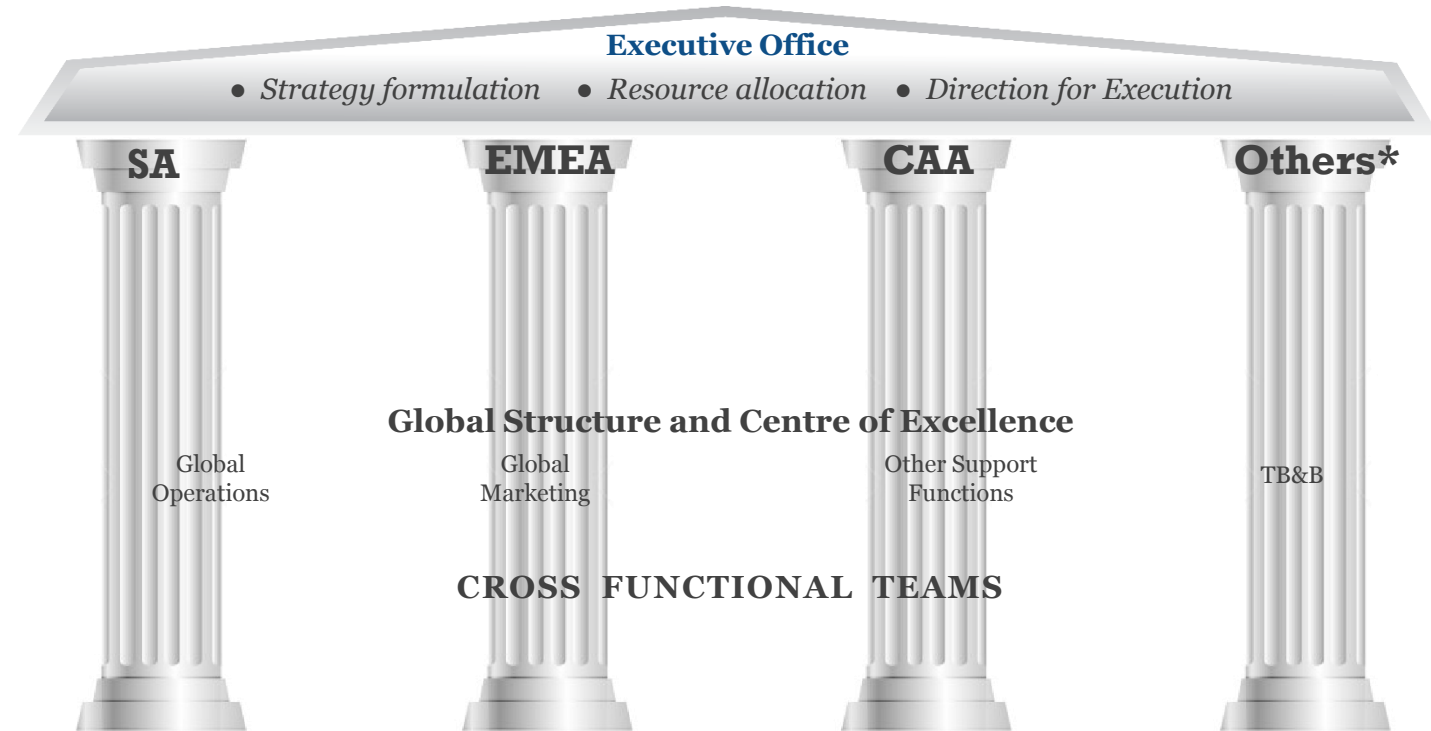 Executive Office
● Strategy formulation ● Resource allocation ● Direction for Execution
SA EMEA CAA Others*
Global Structure and Centre of Excellence
Global Operations
Global Marketing
Other Support Functions
TB&B
CROSS FUNCTIONAL TEAMS